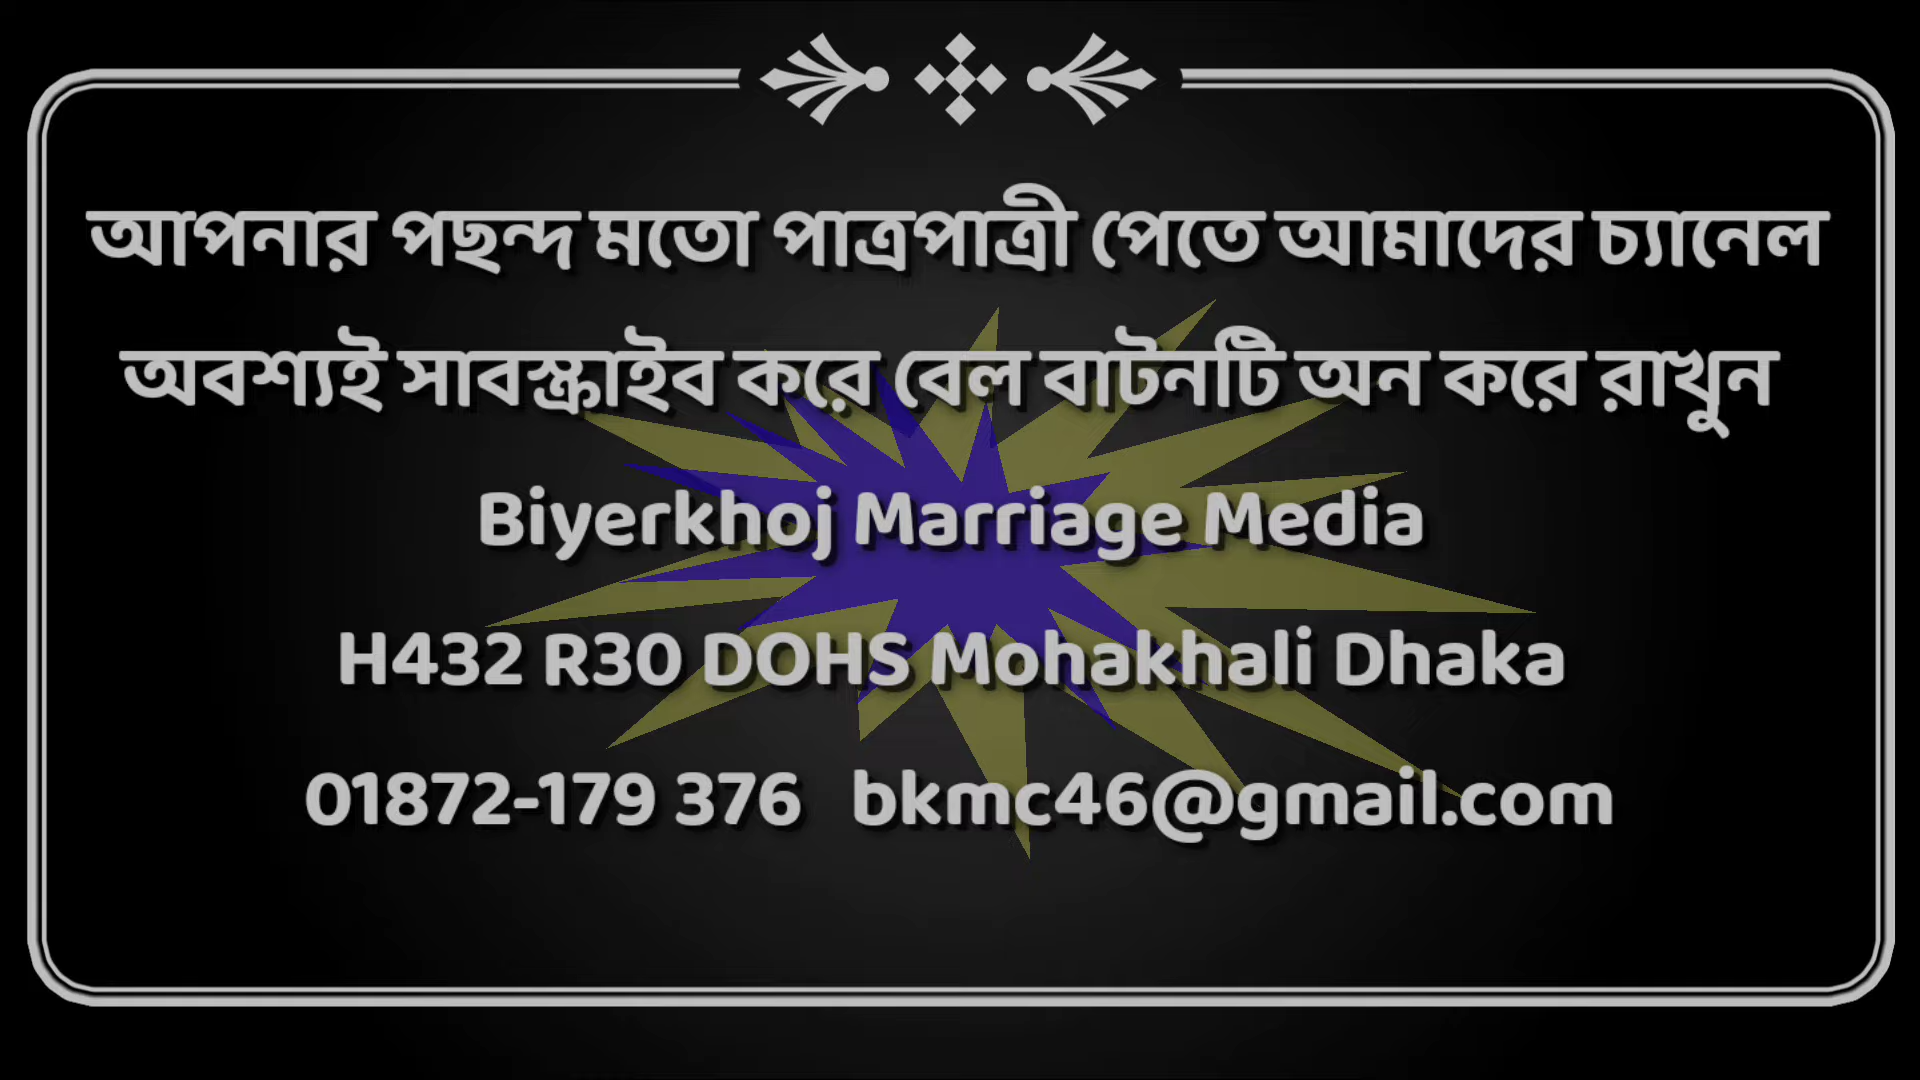 আপনার পছন্দ মতো পাত্রপাত্রী পেতে আমাদের চ্যানেল
অবশ্যই সাবস্ক্রাইব করে বেল বাটনটি অন করে রাখুন
Biyerkhoj Marriage Media
H432 R30 DOHS Mohakhali Dhaka
01872-179 376 bkmc46@gmail.com